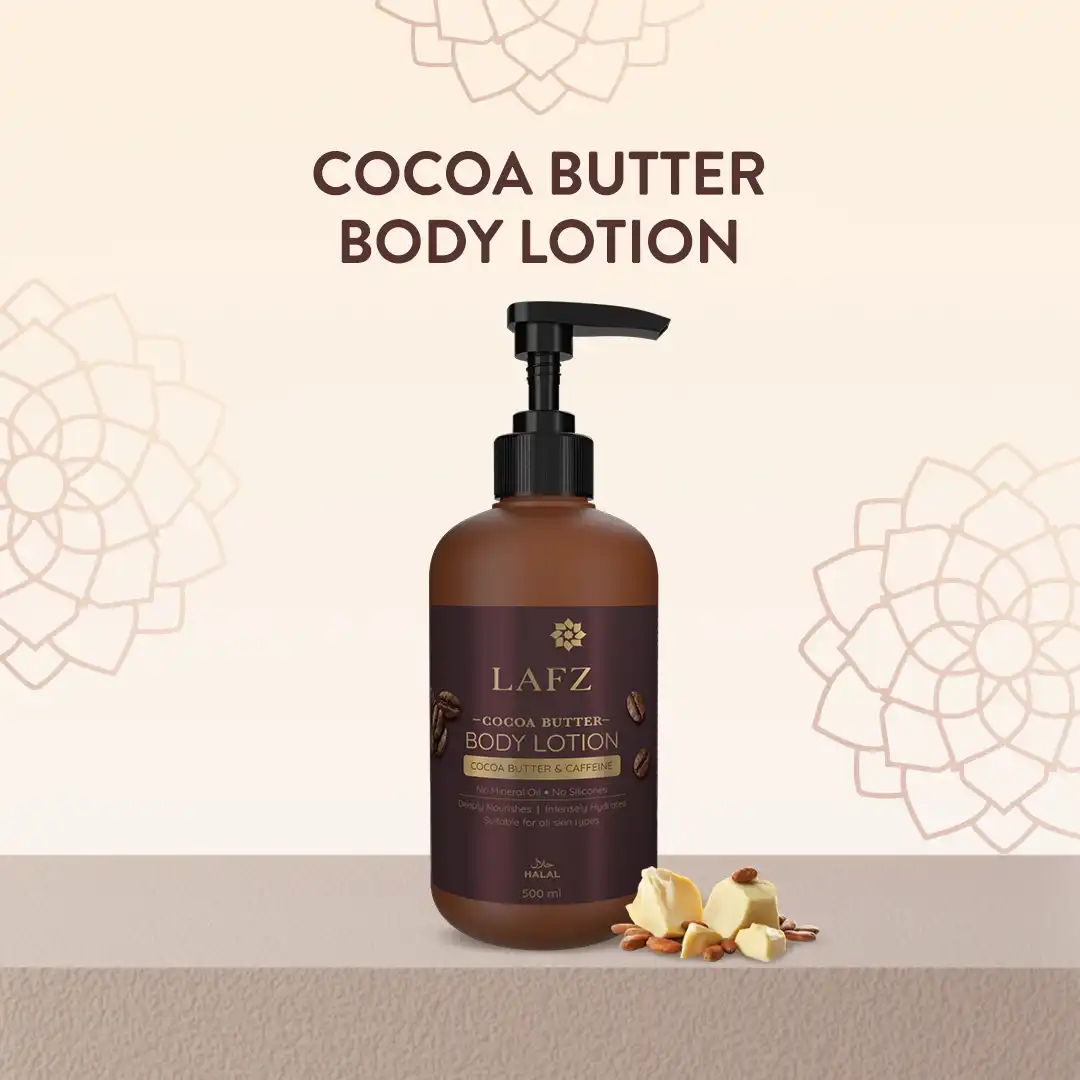 COCOA BUTTER
BODY LOTION
LAFZ
COCOA BUTTER
BODY LOTION
COCOA BUTTER & CAFFEINE
No Mineral Oil • No Silicones
Deeply Nourishes | Intensely Hydrates
Suitable for all skin types
حلال
HALAL
500 ml